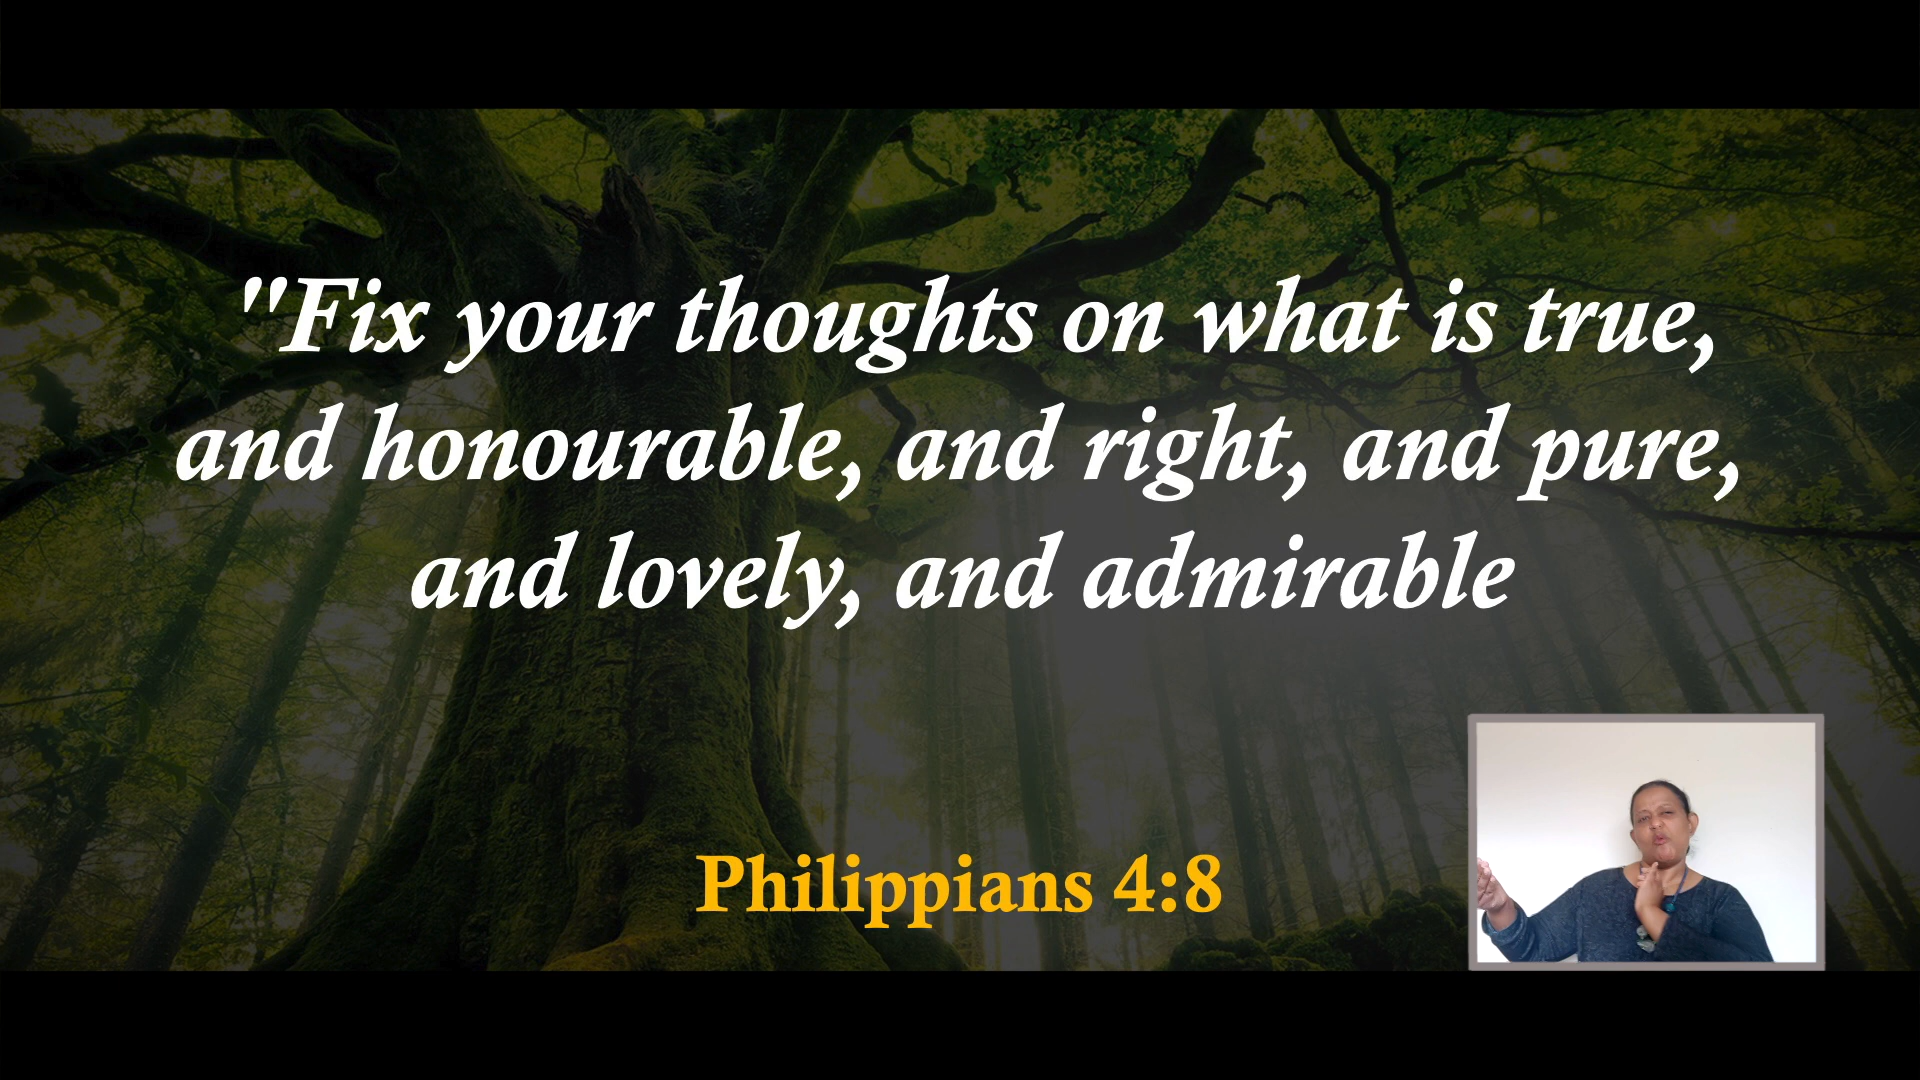 "Fix your thoughts on what is true,
and honourable, and right, and pure,
and lovely, and admirable
Philippians 4:8